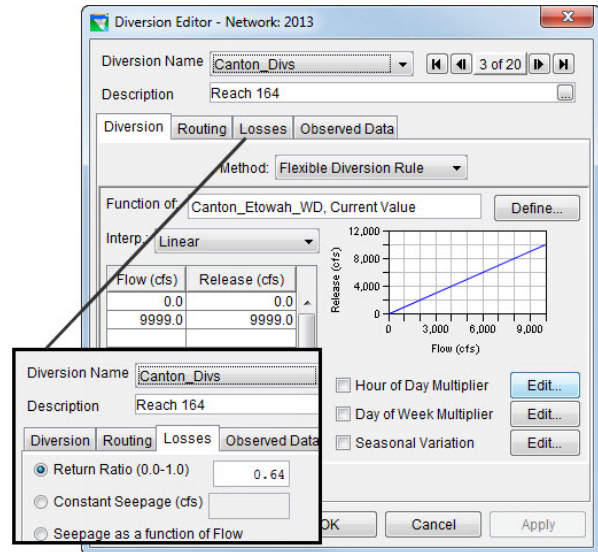 Diversion Editor - Network: 2013
x
Diversion Name Canton_Divs 3 of 20
Description Reach 164 ...
Diversion Routing Losses Observed Data
Method: Flexible Diversion Rule
Function of: Canton_Etowah_WD, Current Value Define...
Interp.: Linear
Flow (cfs) Release (cfs)
0.0 0.0
9999.0 9999.0
12,000
8,000
4,000
0
Release (cfs)
0 3,000 6,000 9,000
Flow (cfs)
Hour of Day Multiplier Edit...
Day of Week Multiplier Edit...
Seasonal Variation Edit...
Diversion Name Canton_Divs
Description Reach 164
Diversion Routing Losses Observed Data
Return Ratio (0.0-1.0) 0.64
Constant Seepage (cfs)
Seepage as a function of Flow
OK Cancel Apply